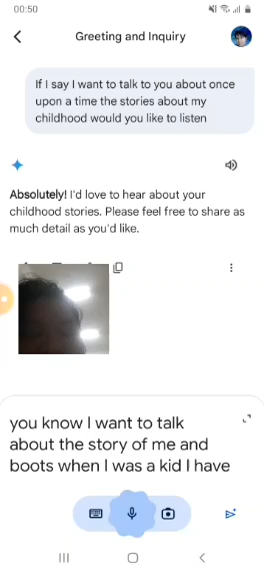 00:50
Greeting and Inquiry
If I say I want to talk to you about once
upon a time the stories about my
childhood would you like to listen
Absolutely! I'd love to hear about your
childhood stories. Please feel free to share as
much detail as you'd like.
you know I want to talk
about the story of me and
boots when I was a kid I have